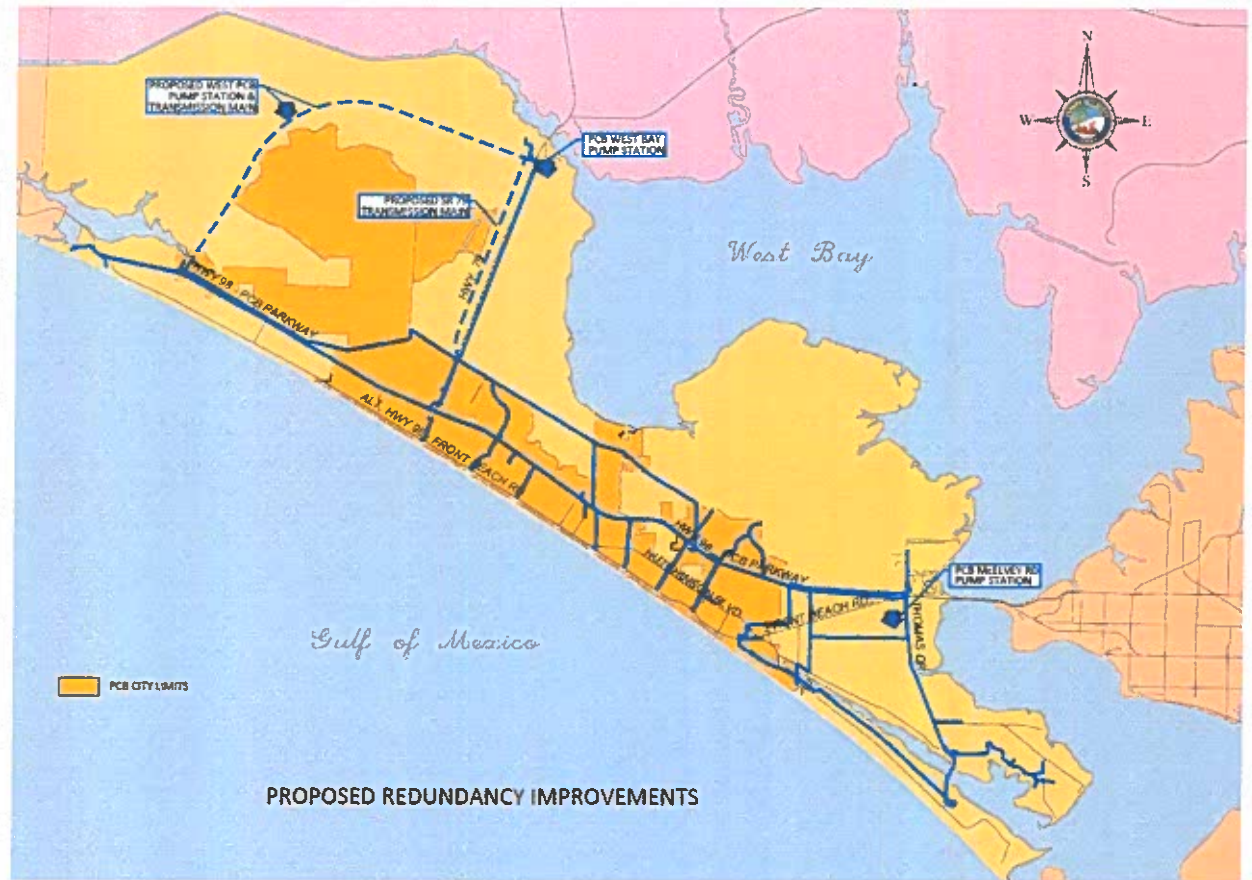 N
W
E
S
PROPOSED WEST PCB
PUMP STATION &
TRANSMISSION MAIN
PCB WEST BAY
PUMP STATION
PROPOSED SR 79
TRANSMISSION MAIN
West Bay
HWY 79
HWY 98 - PCB PARKWAY
ALT. HWY 98 FRONT BEACH RD
HWY 98 PCB PARKWAY
HUTCHISON BLVD.
FRONT BEACH RD.
PCB McELVEY RD
PUMP STATION
THOMAS DR
Gulf of Mexico
PCB CITY LIMITS
PROPOSED REDUNDANCY IMPROVEMENTS